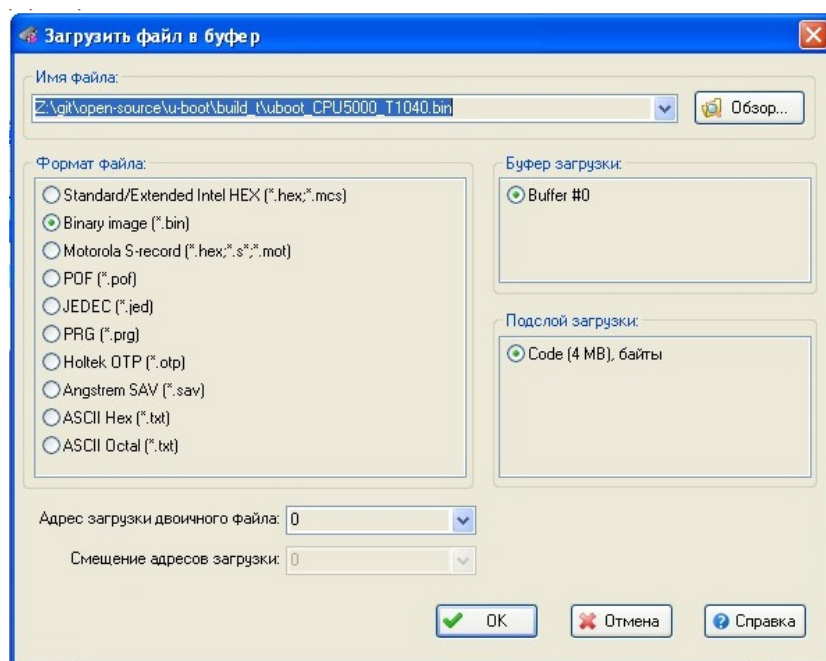 Загрузить файл в буфер
Имя файла:
Z:\git\open-source\u-boot\build_t\uboot_CPU5000_T1040.bin
Обзор...
Формат файла:
Standard/Extended Intel HEX (*.hex;*.mcs)
Binary image (*.bin)
Motorola S-record (*.hex;*.s*;*.mot)
POF (*.pof)
JEDEC (*.jed)
PRG (*.prg)
Holtek OTP (*.otp)
Angstrem SAV (*.sav)
ASCII Hex (*.txt)
ASCII Octal (*.txt)
Буфер загрузки:
Buffer #0
Подслой загрузки:
Code (4 MB), байты
Адрес загрузки двоичного файла: 0
Смещение адресов загрузки: 0
OK
Отмена
Справка